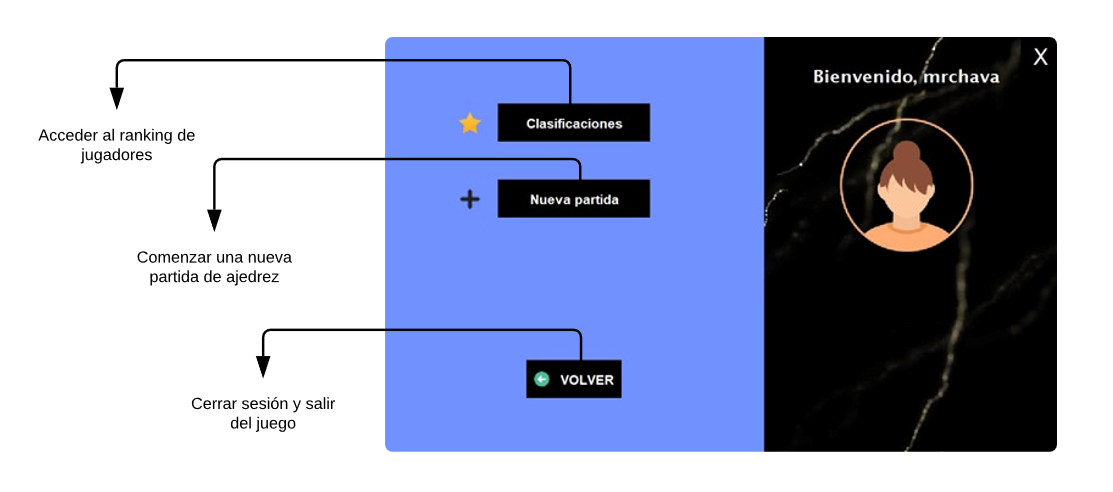 Bienvenido, mrchava
X
Clasificaciones
Acceder al ranking de
jugadores
Nueva partida
Comenzar una nueva
partida de ajedrez
VOLVER
Cerrar sesión y salir
del juego